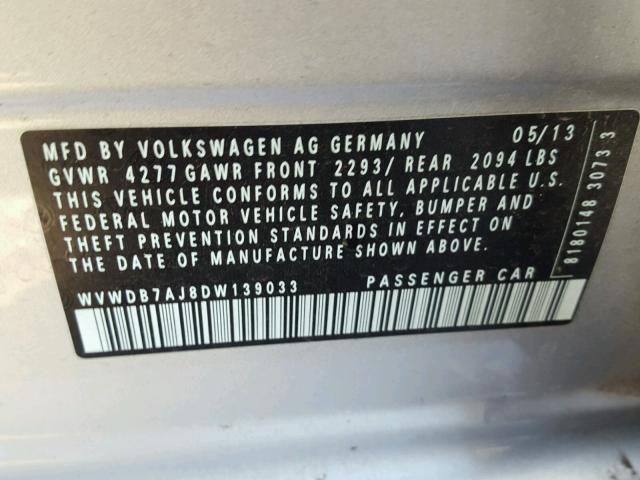 MFD BY VOLKSWAGEN AG GERMANY 05/13
GVWR 4277 GAWR FRONT 2293/ REAR 2094 LBS
THIS VEHICLE CONFORMS TO ALL APPLICABLE U.S.
FEDERAL MOTOR VEHICLE SAFETY, BUMPER AND
THEFT PREVENTION STANDARDS IN EFFECT ON
THE DATE OF MANUFACTURE SHOWN ABOVE.
WVWDB7AJ8DW139033 PASSENGER CAR
8180148 3073 3